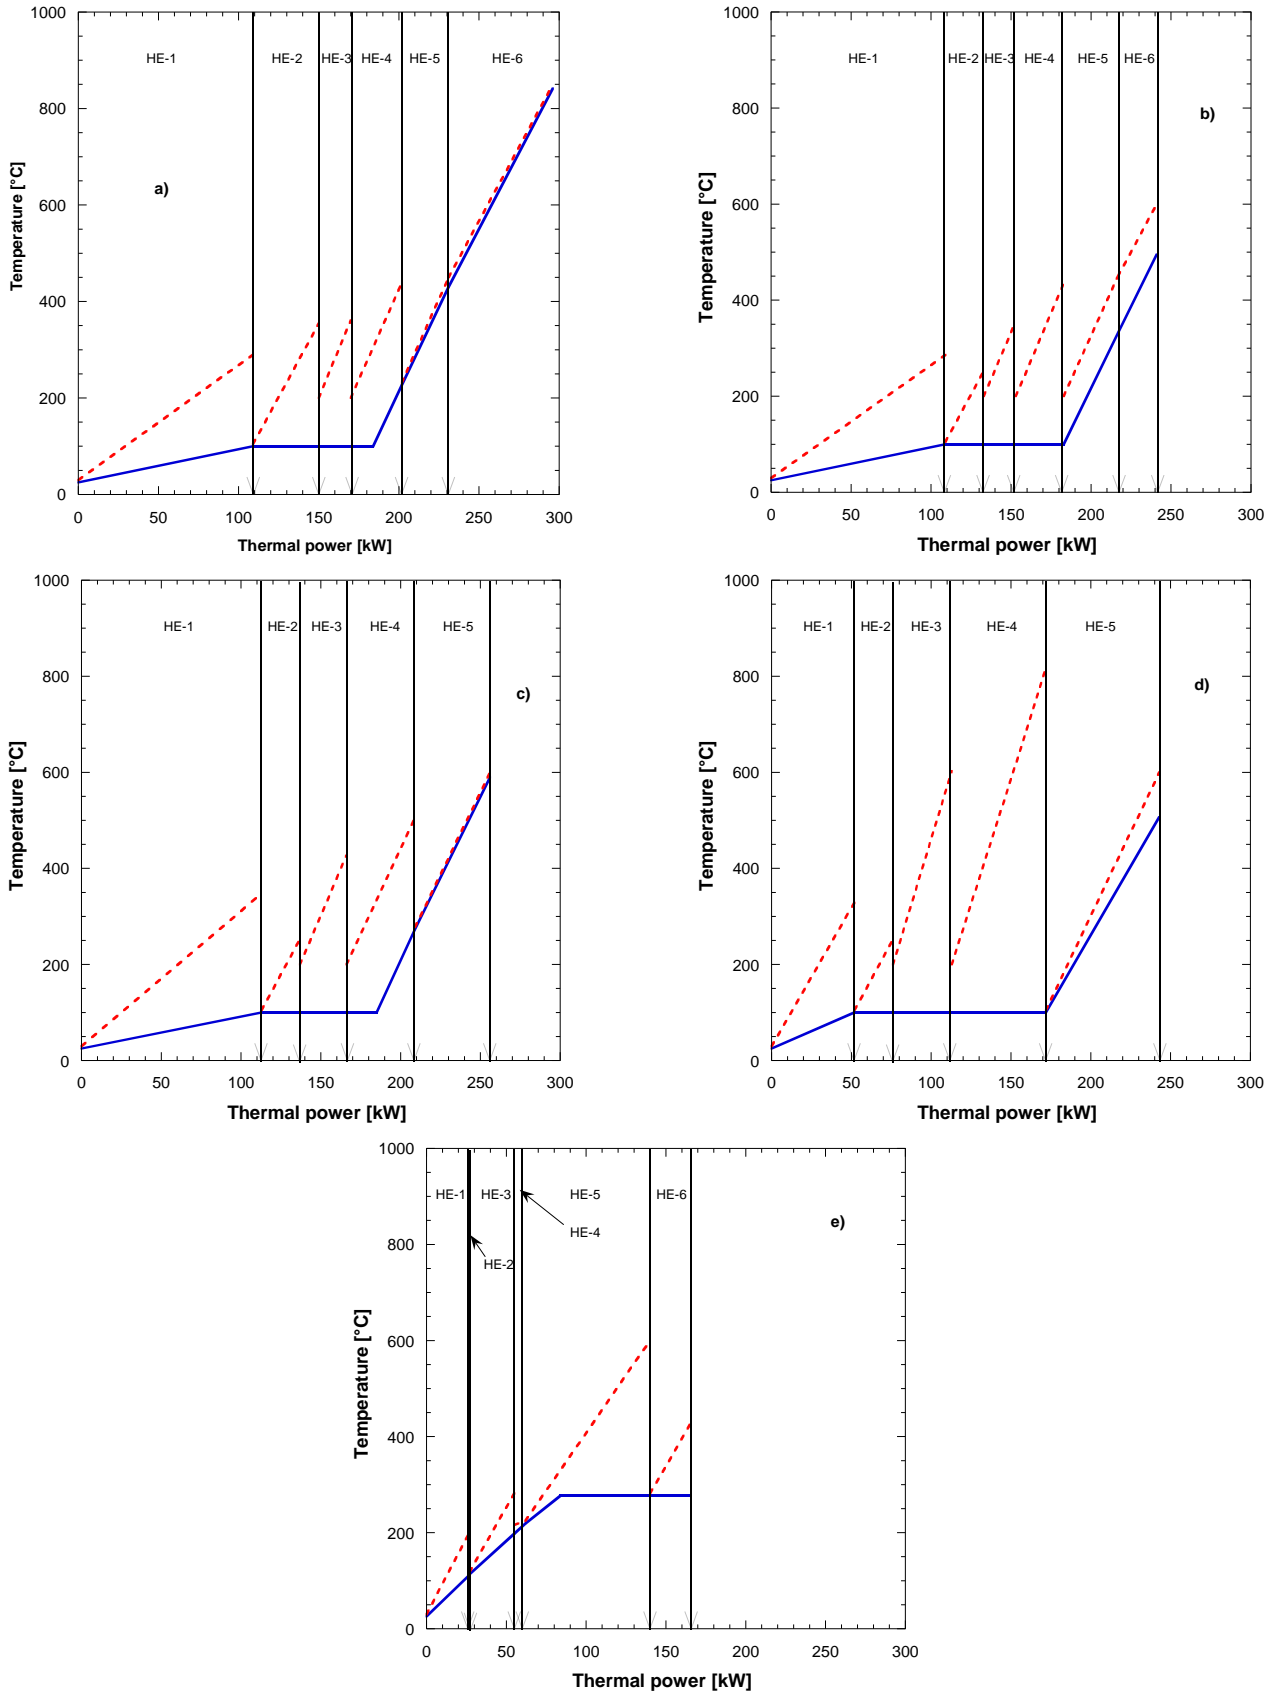 1000
800
600
400
200
0
Temperature [°C]
HE-1 HE-2 HE-3 HE-4 HE-5 HE-6
a)
0 50 100 150 200 250 300
Thermal power [kW]
1000
800
600
400
200
0
Temperature [°C]
HE-1 HE-2 HE-3 HE-4 HE-5 HE-6
b)
0 50 100 150 200 250 300
Thermal power [kW]
1000
800
600
400
200
0
Temperature [°C]
HE-1 HE-2 HE-3 HE-4 HE-5
c)
0 50 100 150 200 250 300
Thermal power [kW]
1000
800
600
400
200
0
Temperature [°C]
HE-1 HE-2 HE-3 HE-4 HE-5
d)
0 50 100 150 200 250 300
Thermal power [kW]
1000
800
600
400
200
0
Temperature [°C]
HE-1 HE-3 HE-5 HE-6
e)
HE-4
HE-2
0 50 100 150 200 250 300
Thermal power [kW]